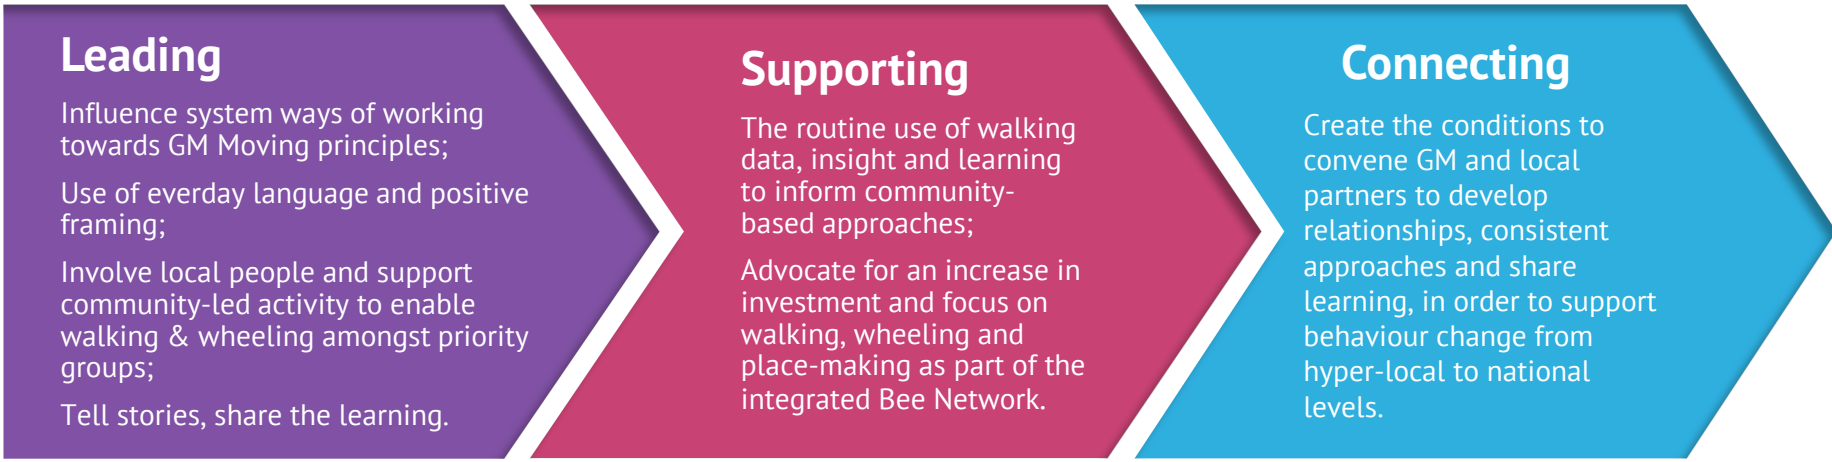 Leading
Influence system ways of working
towards GM Moving principles;
Use of everday language and positive
framing;
Involve local people and support
community-led activity to enable
walking & wheeling amongst priority
groups;
Tell stories, share the learning.
Supporting
The routine use of walking
data, insight and learning
to inform community-
based approaches;
Advocate for an increase in
investment and focus on
walking, wheeling and
place-making as part of the
integrated Bee Network.
Connecting
Create the conditions to
convene GM and local
partners to develop
relationships, consistent
approaches and share
learning, in order to support
behaviour change from
hyper-local to national
levels.